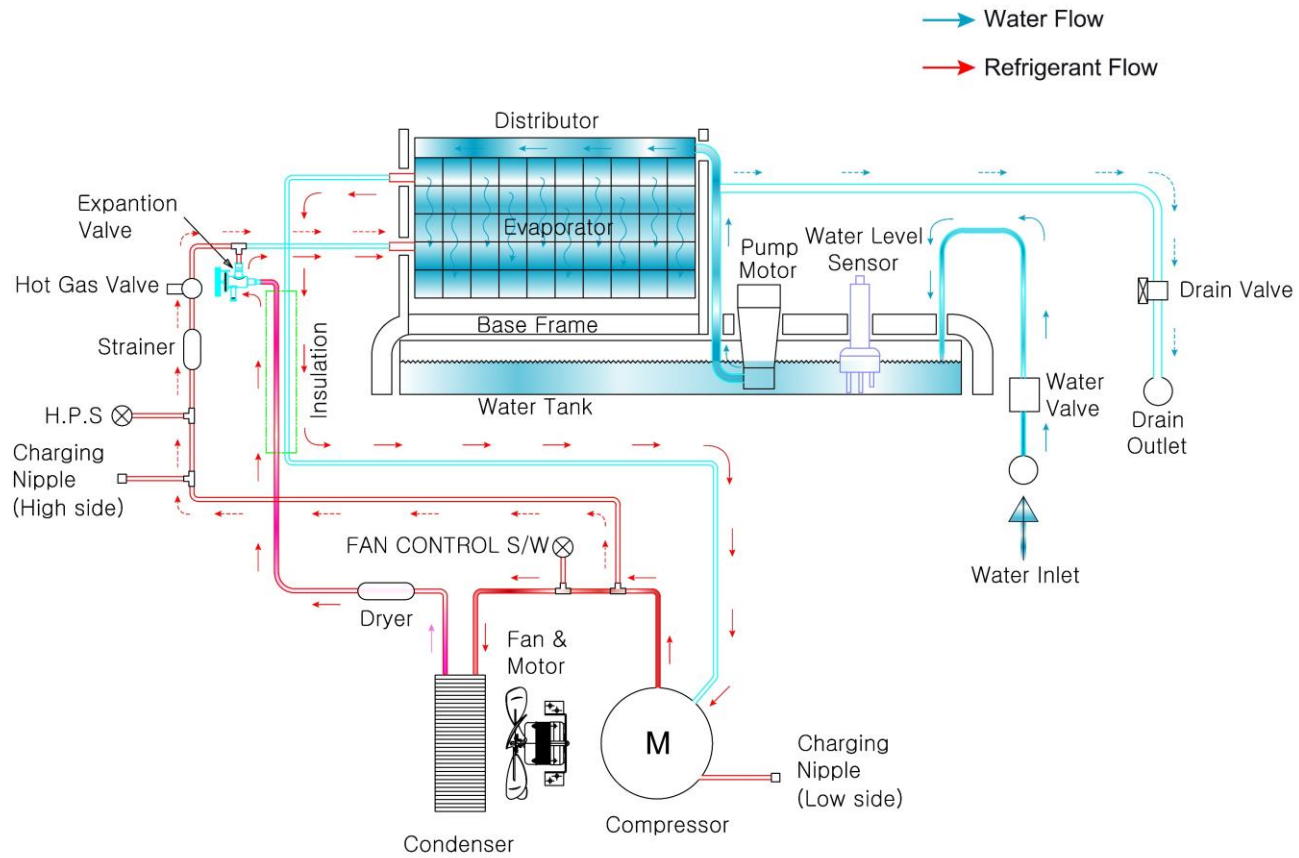 Water Flow
Refrigerant Flow
Distributor
Expantion
Valve
Evaporator
Pump
Motor
Water Level
Sensor
Hot Gas Valve
Drain Valve
Base Frame
Strainer
Insulation
Water Tank
Water
Valve
Drain
Outlet
H.P.S
Charging
Nipple
(High side)
FAN CONTROL S/W
Water Inlet
Dryer
Fan &
Motor
M
Charging
Nipple
(Low side)
Compressor
Condenser